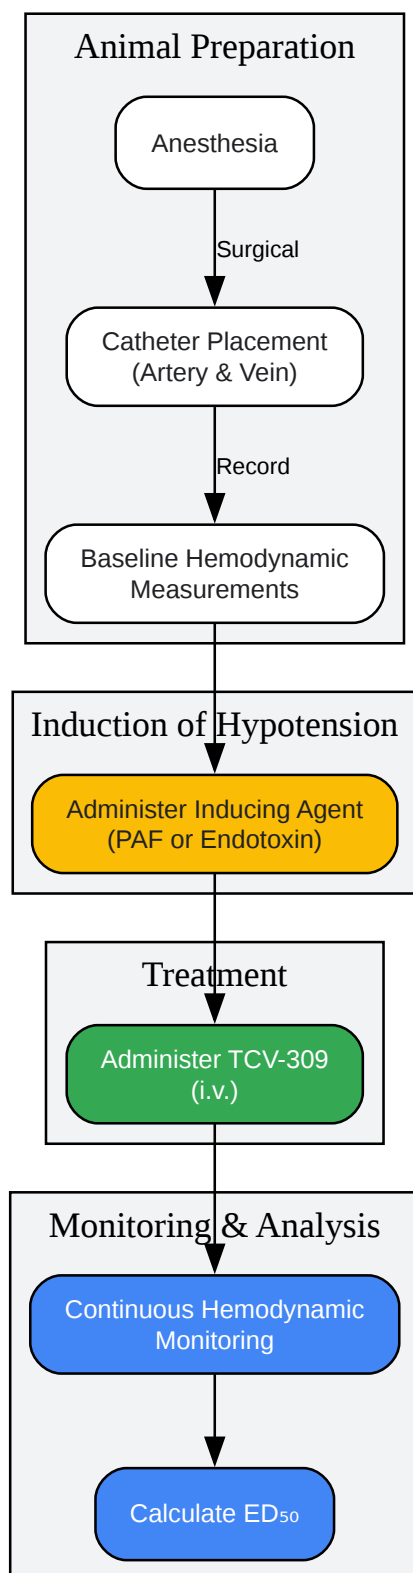 Animal Preparation
Anesthesia
Surgical
Catheter Placement
(Artery & Vein)
Record
Baseline Hemodynamic
Measurements
Induction of Hypotension
Administer Inducing Agent
(PAF or Endotoxin)
Treatment
Administer TCV-309
(i.v.)
Monitoring & Analysis
Continuous Hemodynamic
Monitoring
Calculate ED₅₀